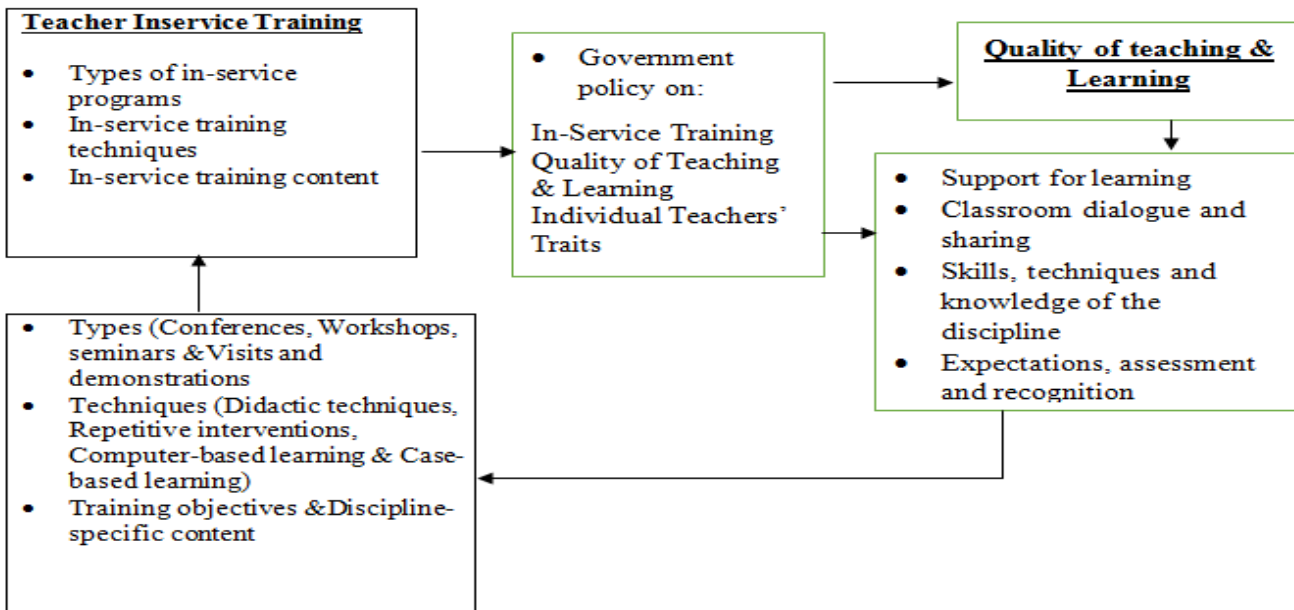 Teacher Inservice Training
• Types of in-service
programs
• In-service training
techniques
• In-service training content
• Government
policy on:
In-Service Training
Quality of Teaching
& Learning
Individual Teachers’
Traits
Quality of teaching &
Learning
• Support for learning
• Classroom dialogue and
sharing
• Skills, techniques and
knowledge of the
discipline
• Expectations, assessment
and recognition
• Types (Conferences, Workshops,
seminars &Visits and
demonstrations
• Techniques (Didactic techniques,
Repetitive interventions,
Computer-based learning & Case-
based learning)
• Training objectives &Discipline-
specific content